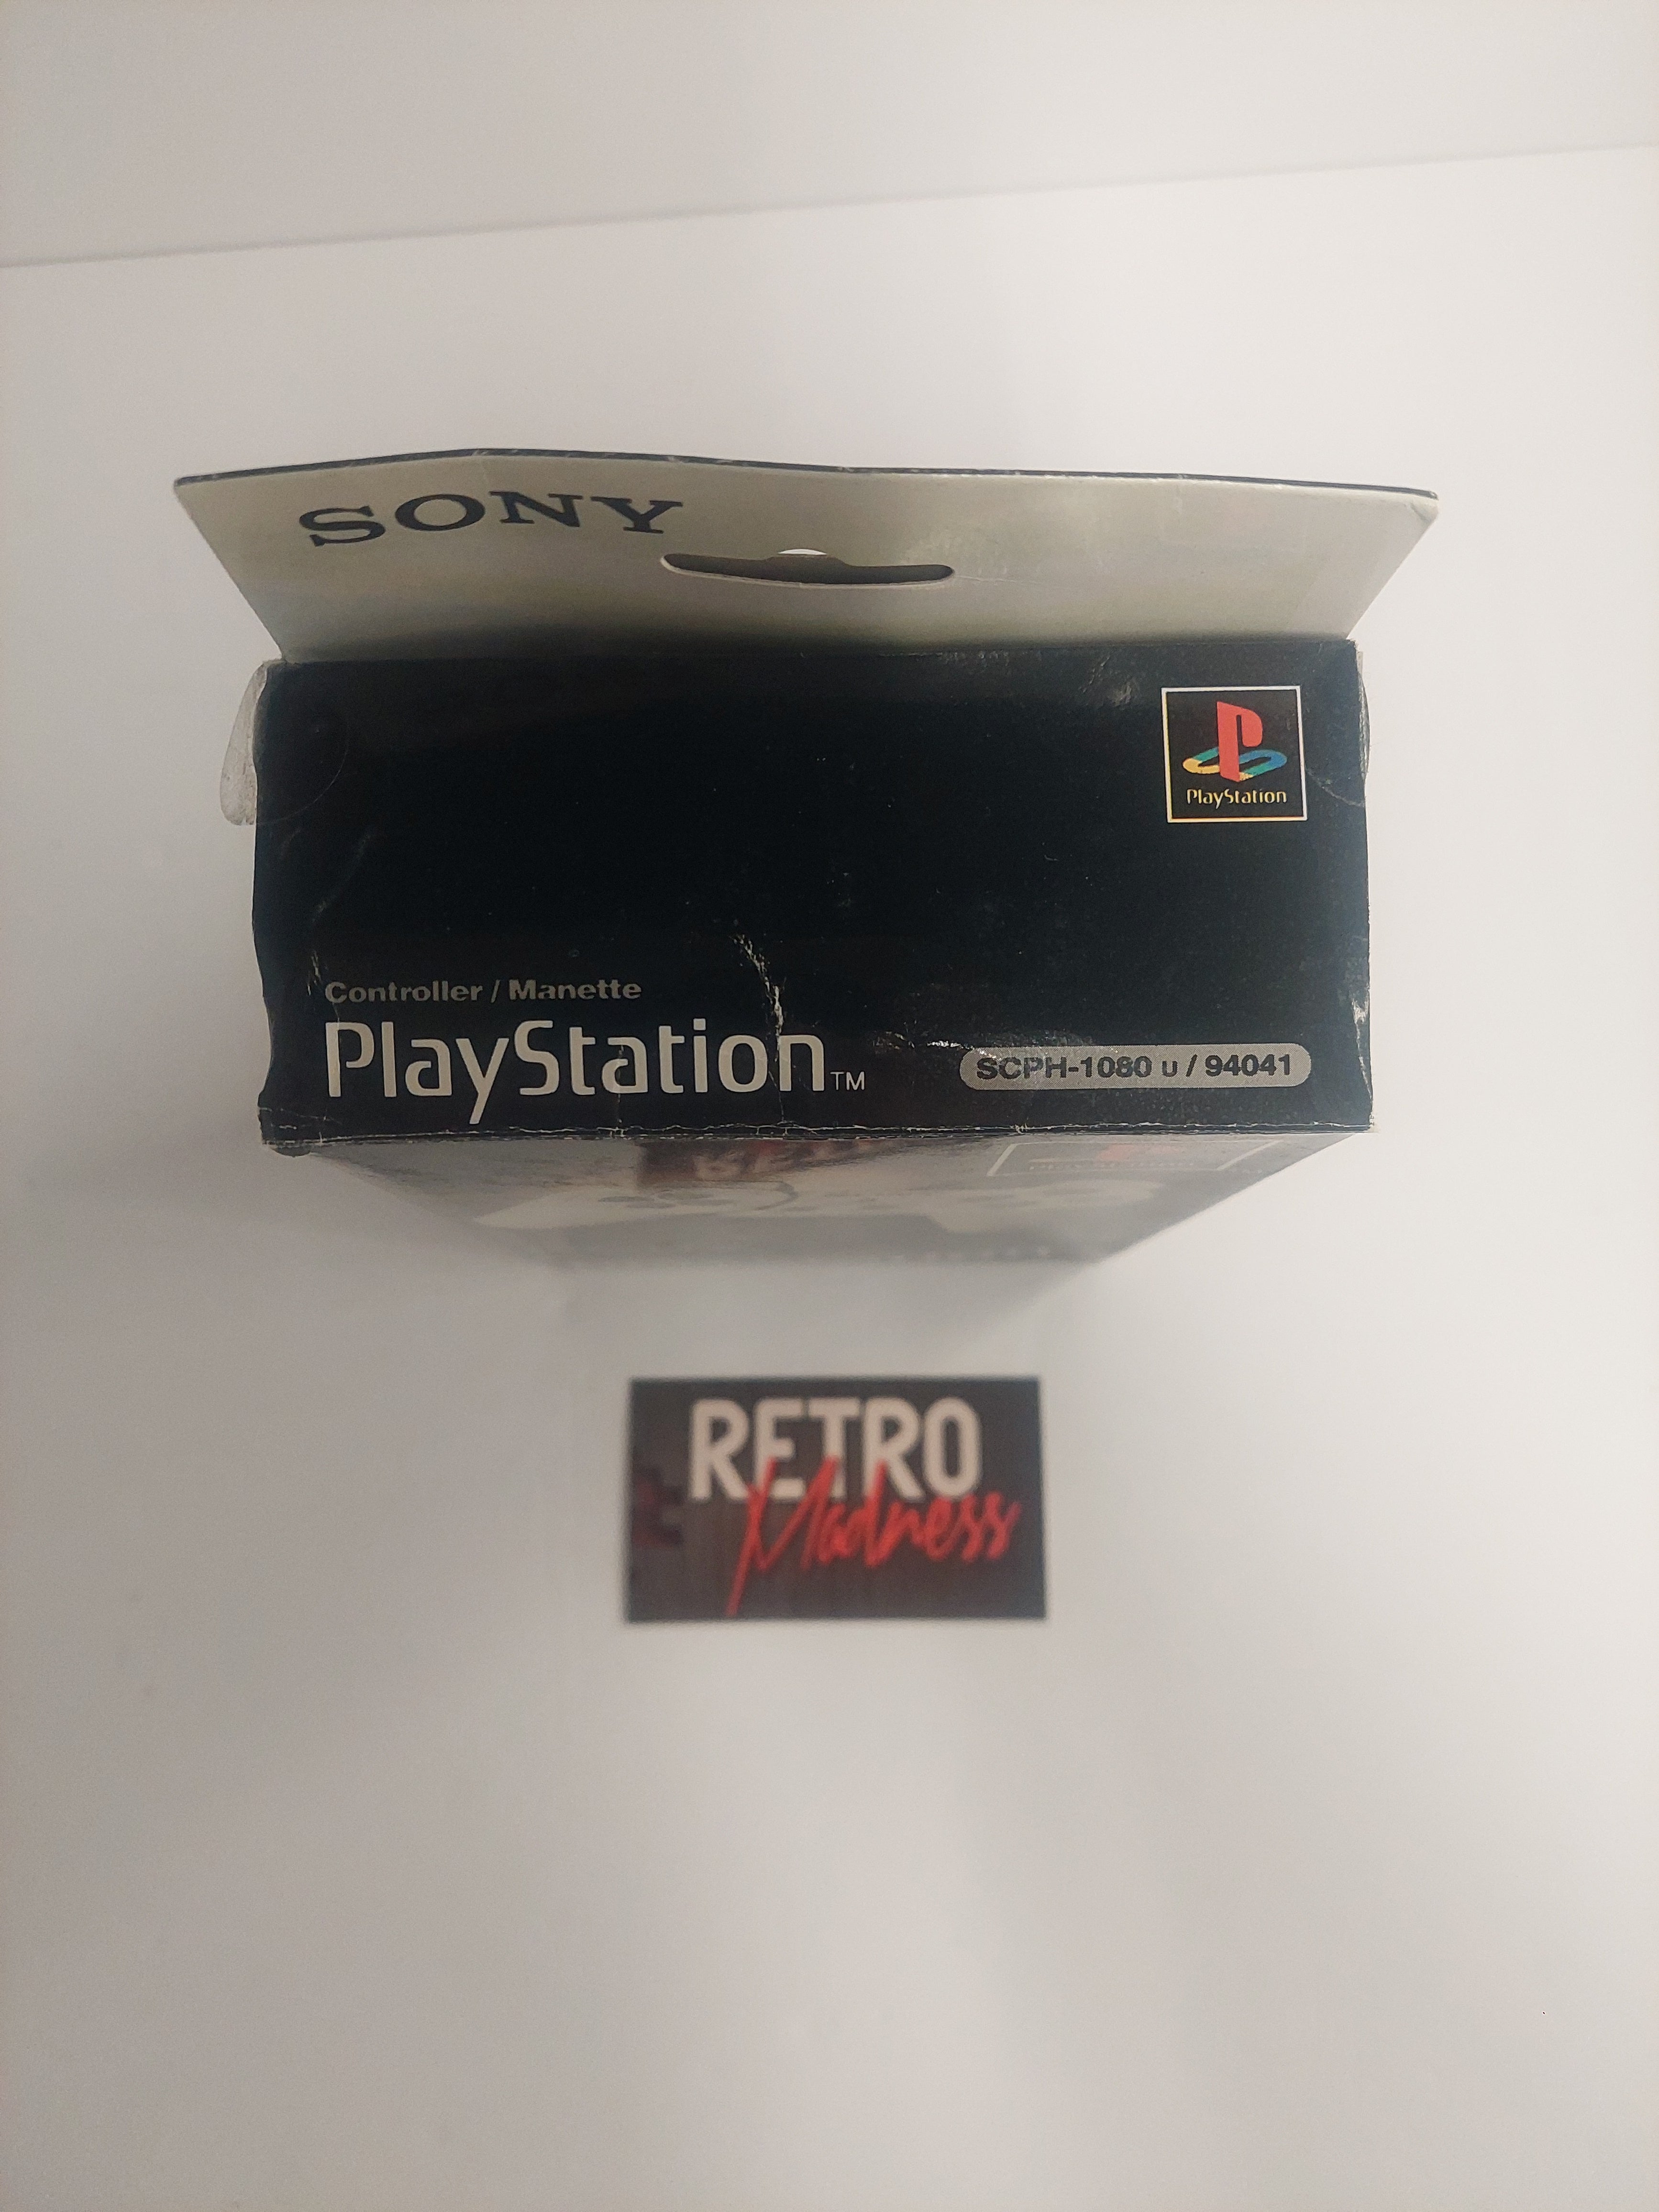 SONY
PlayStation
Controller / Manette
PlayStation™
SCPH-1080 U / 94041
RETRO
Madness